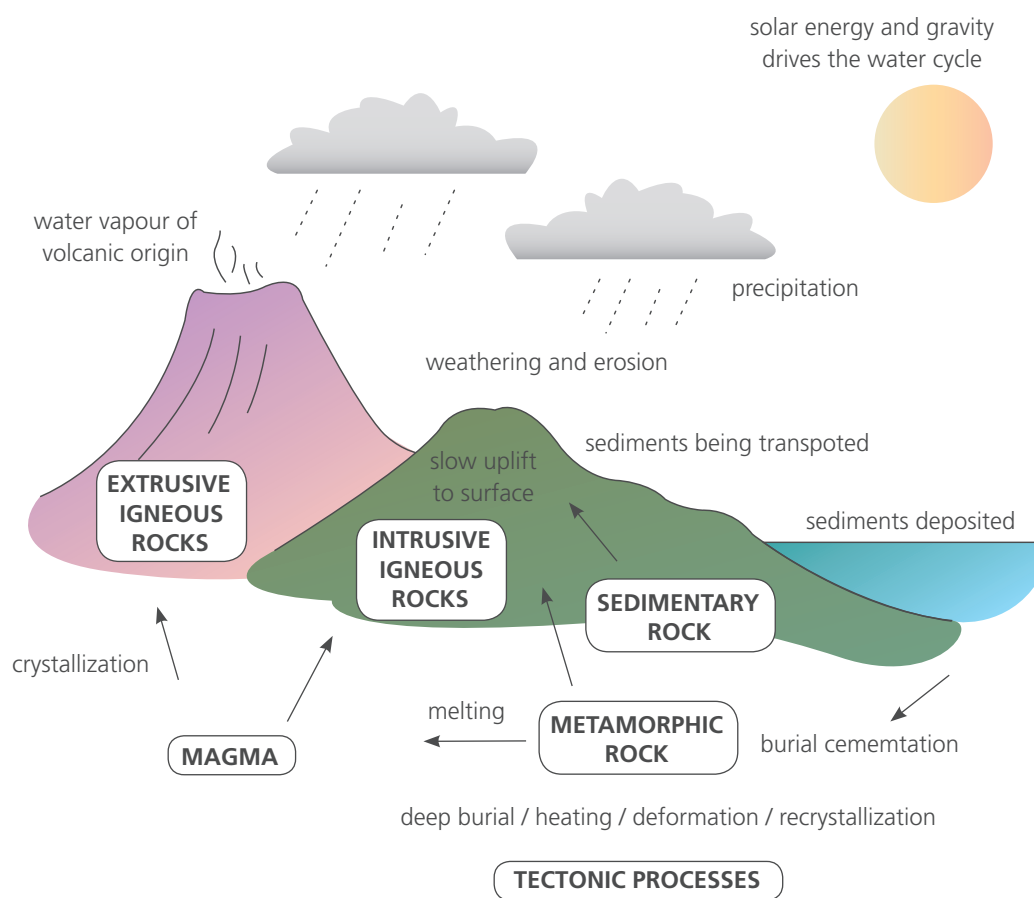 solar energy and gravity
drives the water cycle
water vapour of
volcanic origin
precipitation
weathering and erosion
sediments being transpoted
slow uplift
to surface
EXTRUSIVE
IGNEOUS
ROCKS
INTRUSIVE
IGNEOUS
ROCKS
sediments deposited
SEDIMENTARY
ROCK
crystallization
melting
METAMORPHIC
ROCK
MAGMA
burial cememtation
deep burial / heating / deformation / recrystallization
TECTONIC PROCESSES